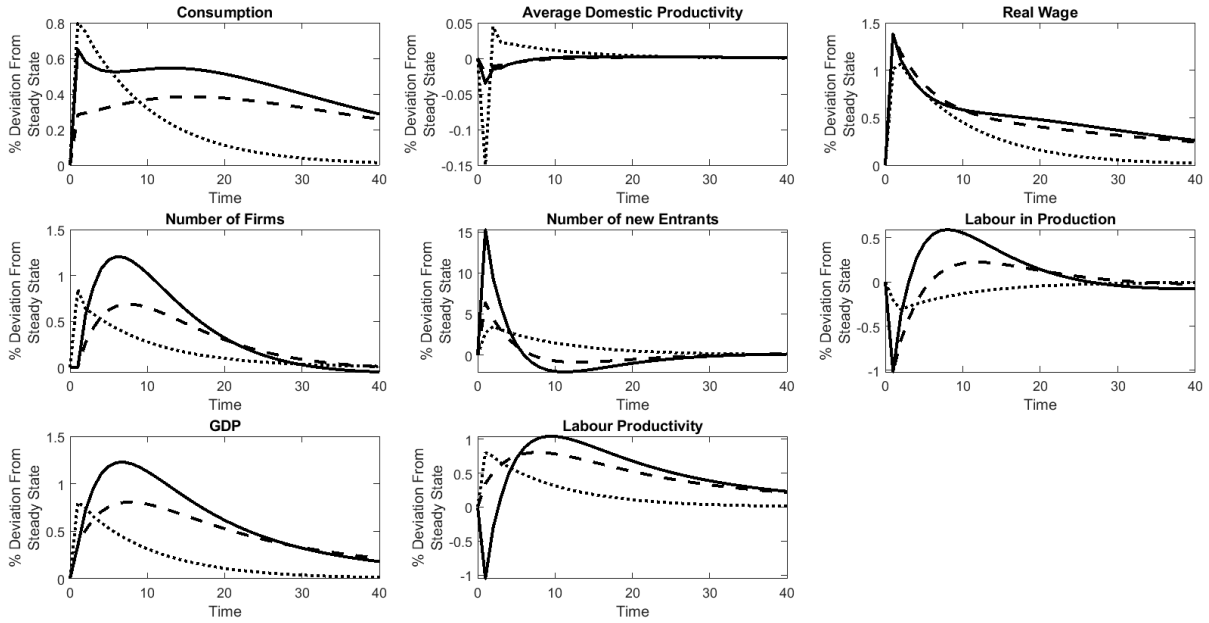 Consumption
% Deviation From
Steady State
0.8
0.6
0.4
0.2
0
0 10 20 30 40
Time
Average Domestic Productivity
% Deviation From
Steady State
0.05
0
-0.05
-0.1
-0.15
0 10 20 30 40
Time
Real Wage
% Deviation From
Steady State
1.5
1
0.5
0
0 10 20 30 40
Time
Number of Firms
% Deviation From
Steady State
1.5
1
0.5
0
0 10 20 30 40
Time
Number of new Entrants
% Deviation From
Steady State
15
10
5
0
0 10 20 30 40
Time
Labour in Production
% Deviation From
Steady State
0.5
0
-0.5
-1
0 10 20 30 40
Time
GDP
% Deviation From
Steady State
1.5
1
0.5
0
0 10 20 30 40
Time
Labour Productivity
% Deviation From
Steady State
1
0.5
0
-0.5
-1
0 10 20 30 40
Time